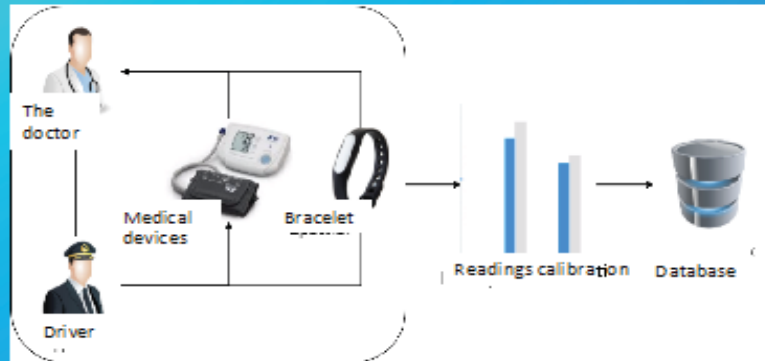 The
doctor
Medical
devices
Bracelet
Readings calibration
Database
Driver